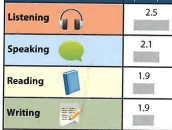 Listening 2.5
Speaking 2.1
Reading 1.9
Writing 1.9